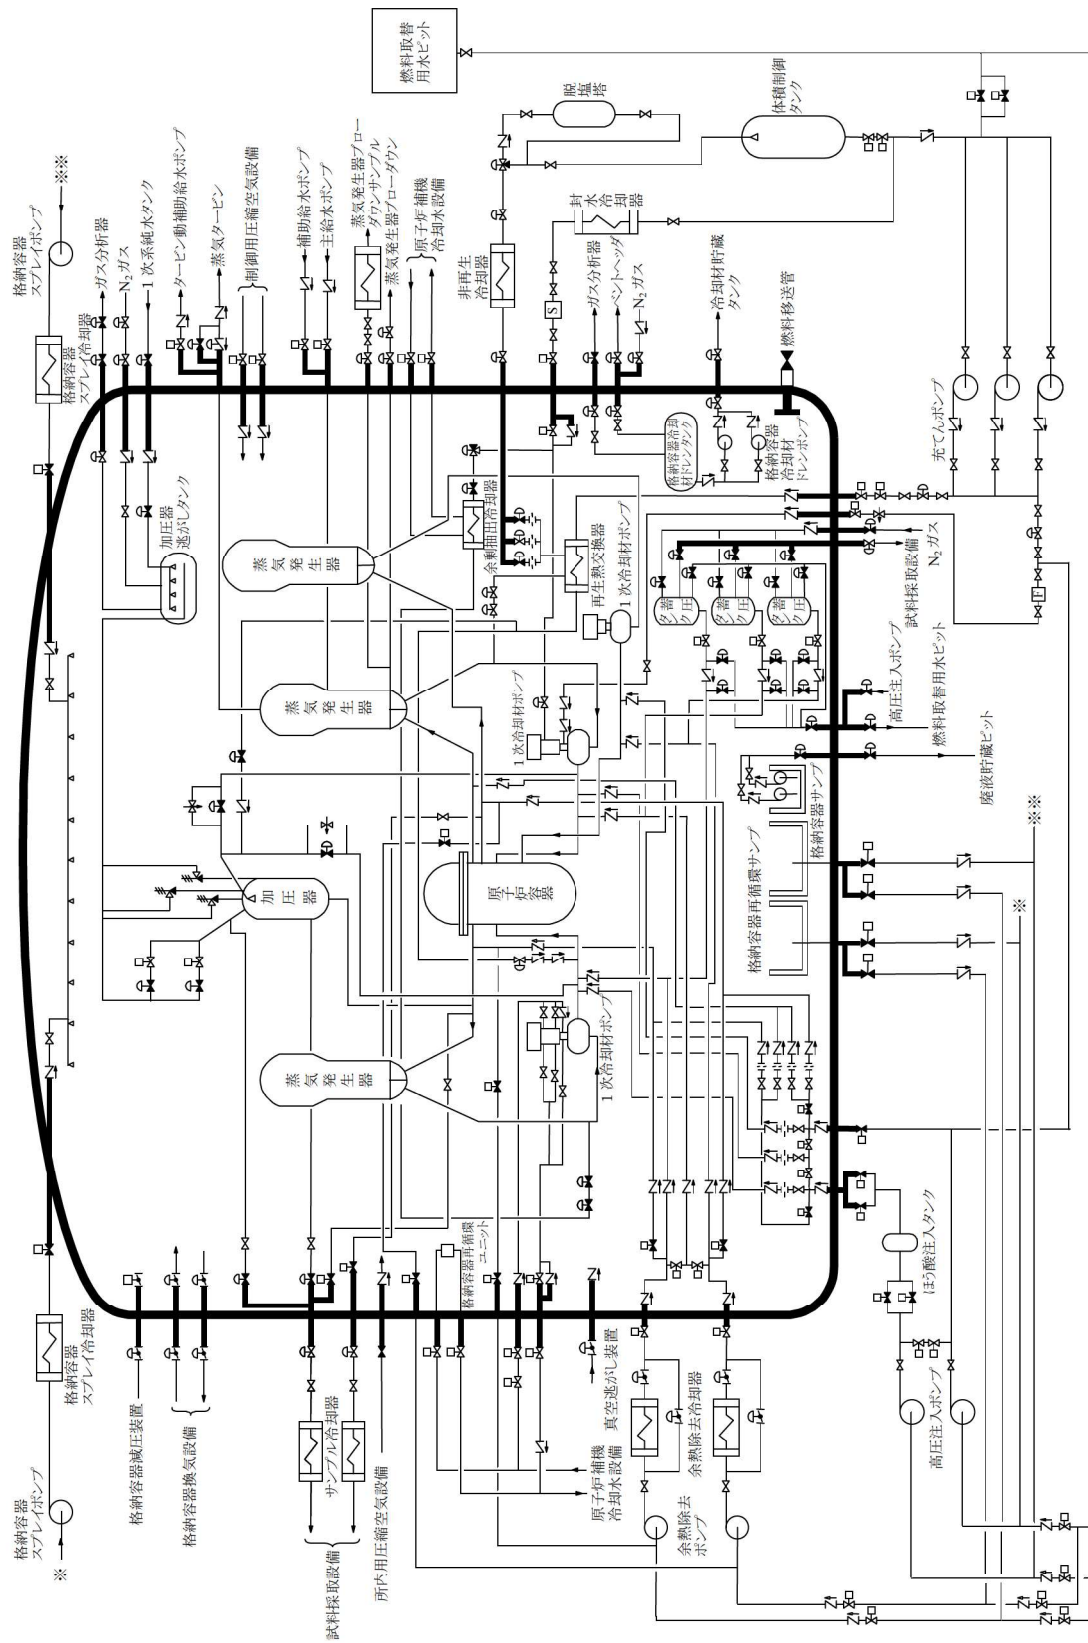 ※
格納容器
スプレイポンプ
格納容器
スプレイ冷却器
格納容器
スプレイ冷却器
格納容器
スプレイポンプ
※※
格納容器減圧装置
格納容器換気設備
サンプル冷却器
試料採取設備
所内用圧縮空気設備
格納容器再循環
ユニット
原子炉補機
冷却水設備
真空逃がし装置
余熱除去冷却器
余熱除去
ポンプ
加圧器
逃がしタンク
ガス分析器
N₂ガス
1次系純水タンク
タービン動補助給水ポンプ
蒸気タービン
制御用圧縮空気設備
補助給水ポンプ
主給水ポンプ
蒸気発生器ブロー
ダウンサンプル
蒸気発生器ブローダウン
原子炉補機
冷却水設備
蒸気発生器
蒸気発生器
蒸気発生器
加圧器
原子炉容器
1次冷却材ポンプ
1次冷却材ポンプ
1次冷却材ポンプ
余剰抽出冷却器
再生熱交換器
非再生
冷却器
燃料取替
用水ピット
脱塩塔
封水冷却器
体積制御
タンク
S
ガス分析器
ベントヘッダ
N₂ガス
格納容器冷却
材ドレンタンク
冷却材貯蔵
タンク
格納容器
冷却材
ドレンポンプ
燃料移送管
蓄圧タンク
蓄圧タンク
蓄圧タンク
充てんポンプ
F
N₂ガス
試料採取設備
高圧注入ポンプ
燃料取替用水ピット
廃液貯蔵ピット
格納容器サンプ
格納容器再循環サンプ
※※
※
ほう酸注入タンク
高圧注入ポンプ